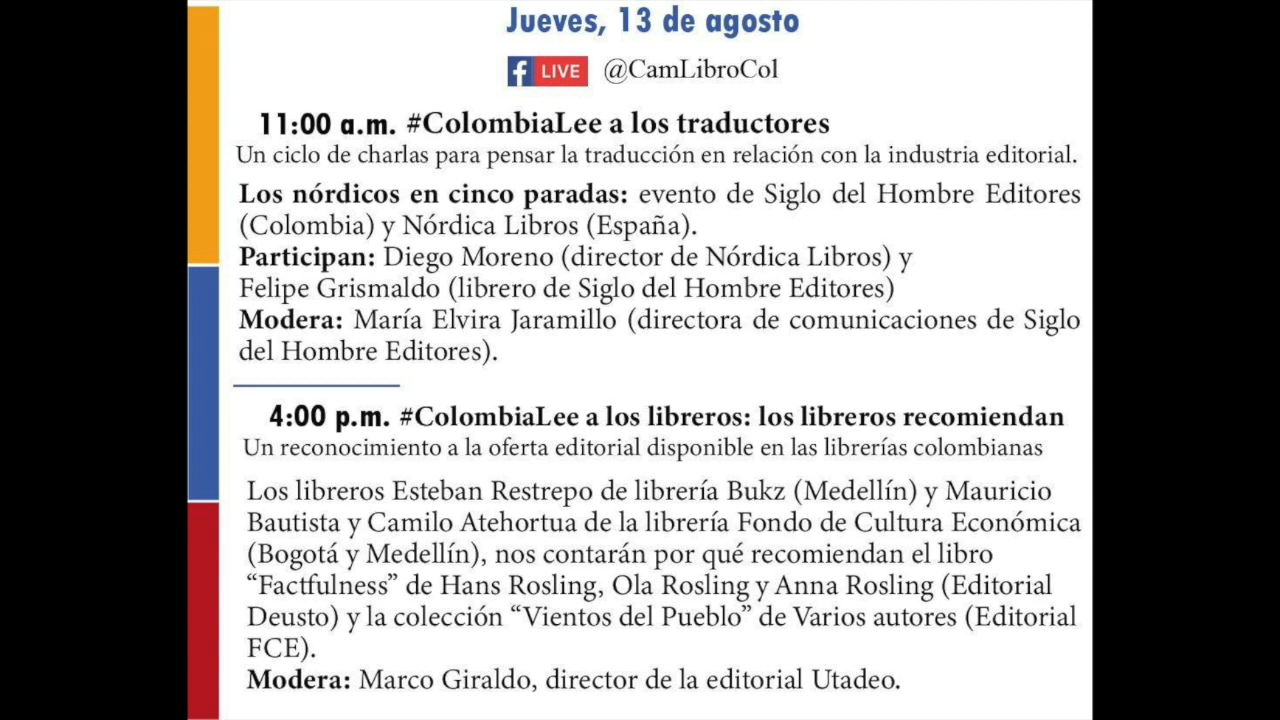 Jueves, 13 de agosto
f LIVE @CamLibroCol
11:00 a.m. #ColombiaLee a los traductores
Un ciclo de charlas para pensar la traducción en relación con la industria editorial.
Los nórdicos en cinco paradas: evento de Siglo del Hombre Editores
(Colombia) y Nórdica Libros (España).
Participan: Diego Moreno (director de Nórdica Libros) y
Felipe Grismaldo (librero de Siglo del Hombre Editores)
Modera: María Elvira Jaramillo (directora de comunicaciones de Siglo
del Hombre Editores).
4:00 p.m. #ColombiaLee a los libreros: los libreros recomiendan
Un reconocimiento a la oferta editorial disponible en las librerías colombianas
Los libreros Esteban Restrepo de librería Bukz (Medellín) y Mauricio
Bautista y Camilo Atehortua de la librería Fondo de Cultura Económica
(Bogotá y Medellín), nos contarán por qué recomiendan el libro
“Factfulness” de Hans Rosling, Ola Rosling y Anna Rosling (Editorial
Deusto) y la colección “Vientos del Pueblo” de Varios autores (Editorial
FCE).
Modera: Marco Giraldo, director de la editorial Utadeo.